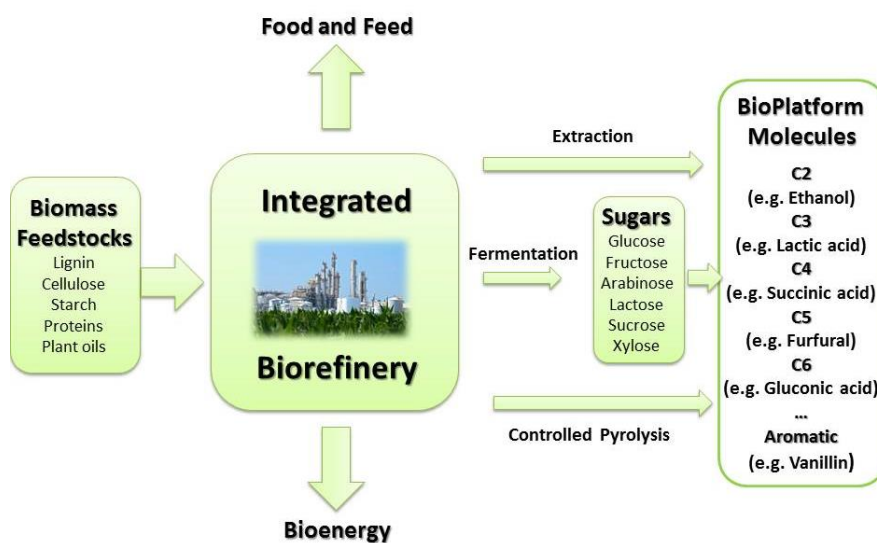 Food and Feed
Biomass
Feedstocks
Lignin
Cellulose
Starch
Proteins
Plant oils
Integrated
Biorefinery
Bioenergy
Extraction
Fermentation
Controlled Pyrolysis
Sugars
Glucose
Fructose
Arabinose
Lactose
Sucrose
Xylose
BioPlatform
Molecules
C2
(e.g. Ethanol)
C3
(e.g. Lactic acid)
C4
(e.g. Succinic acid)
C5
(e.g. Furfural)
C6
(e.g. Gluconic acid)
...
Aromatic
(e.g. Vanillin)